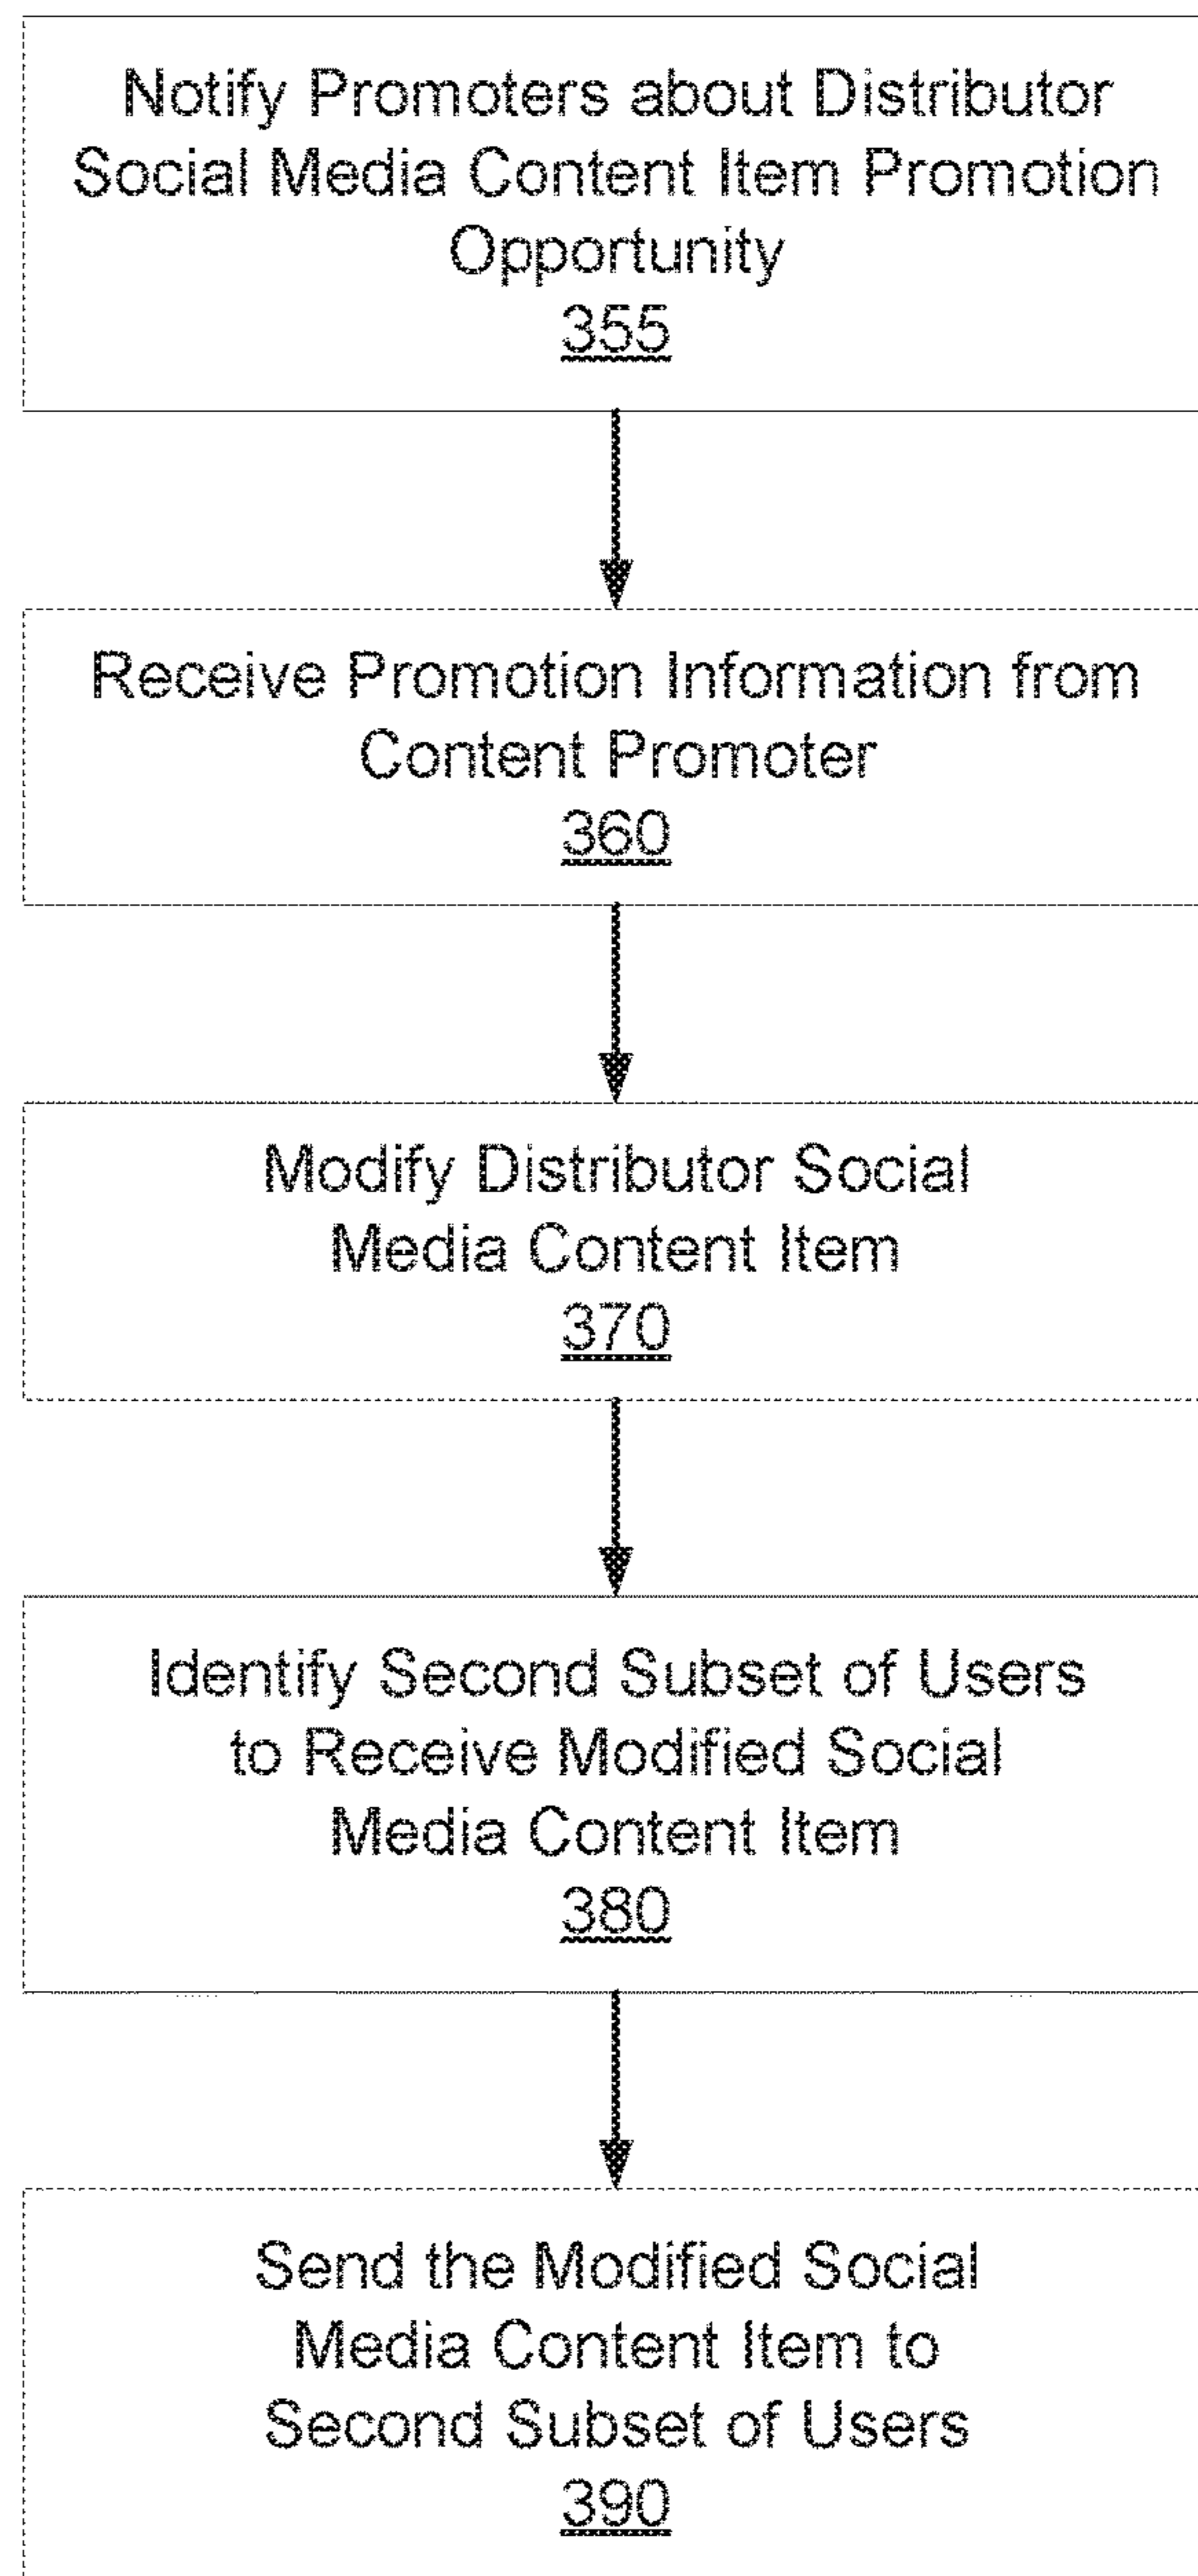 Notify Promoters about Distributor
Social Media Content Item Promotion
Opportunity
355
Receive Promotion Information from
Content Promoter
360
Modify Distributor Social
Media Content Item
370
Identify Second Subset of Users
to Receive Modified Social
Media Content Item
380
Send the Modified Social
Media Content Item to
Second Subset of Users
390